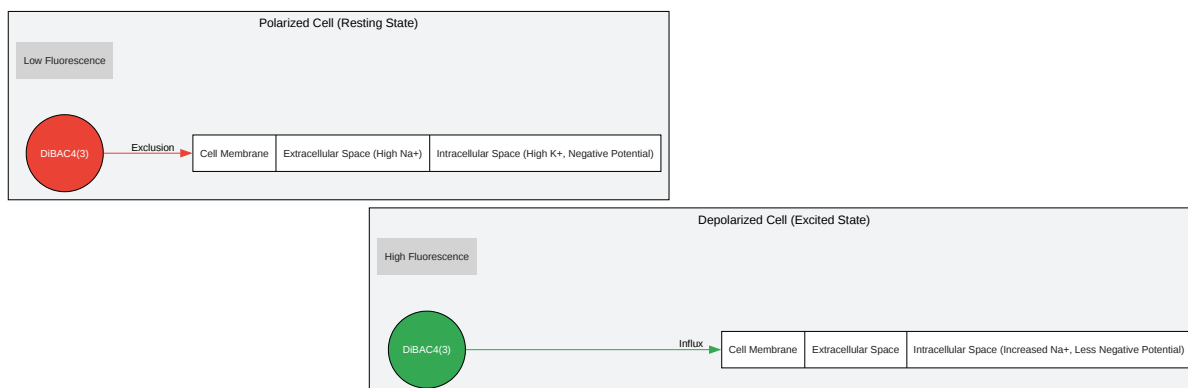 Polarized Cell (Resting State)
Low Fluorescence
DiBAC4(3)
Exclusion
Cell Membrane
Extracellular Space (High Na+)
Intracellular Space (High K+, Negative Potential)
Depolarized Cell (Excited State)
High Fluorescence
DiBAC4(3)
Influx
Cell Membrane
Extracellular Space
Intracellular Space (Increased Na+, Less Negative Potential)